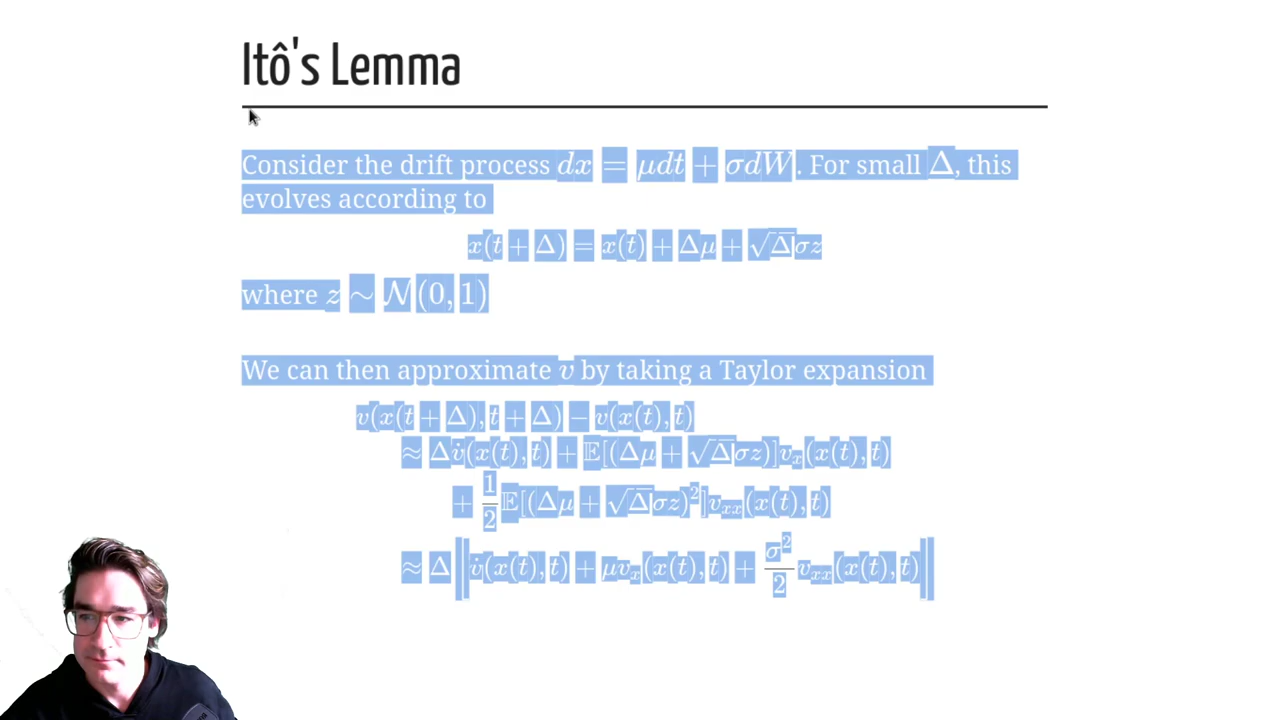 Itô's Lemma
Consider the drift process dx = μdt + σdW. For small Δ, this
evolves according to
x(t + Δ) = x(t) + Δμ + √Δσz
where z ∼ 𝒩(0, 1)
We can then approximate v by taking a Taylor expansion
v(x(t + Δ), t + Δ) − v(x(t), t)
≈ Δv̇(x(t), t) + 𝔼[(Δμ + √Δσz)]vₓ(x(t), t)
+ 1/2 𝔼[(Δμ + √Δσz)²]vₓₓ(x(t), t)
≈ Δ[v̇(x(t), t) + μvₓ(x(t), t) + σ²/2 vₓₓ(x(t), t)]